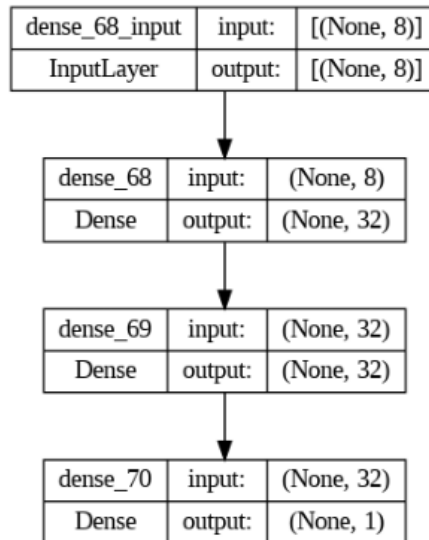 dense_68_input input: [(None, 8)]
InputLayer output: [(None, 8)]
dense_68 input: (None, 8)
Dense output: (None, 32)
dense_69 input: (None, 32)
Dense output: (None, 32)
dense_70 input: (None, 32)
Dense output: (None, 1)